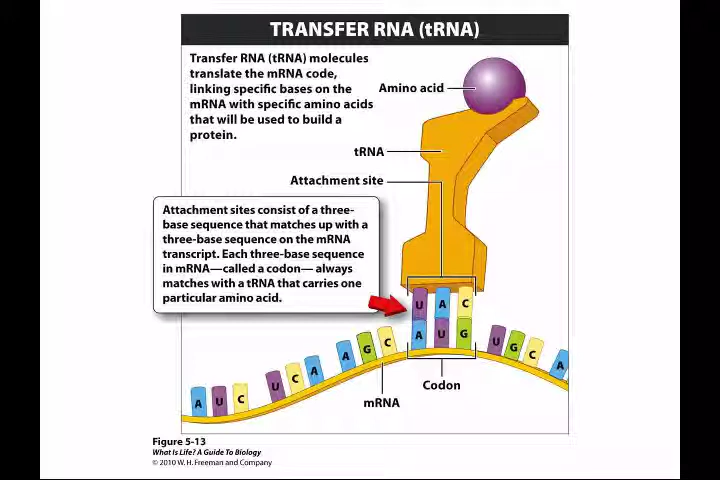 TRANSFER RNA (tRNA)
Transfer RNA (tRNA) molecules
translate the mRNA code,
linking specific bases on the
mRNA with specific amino acids
that will be used to build a
protein.
Amino acid
tRNA
Attachment site
Attachment sites consist of a three-
base sequence that matches up with a
three-base sequence on the mRNA
transcript. Each three-base sequence
in mRNA—called a codon— always
matches with a tRNA that carries one
particular amino acid.
U A C
A U C U C A A G C A U G U G C A
Codon
mRNA
Figure 5-13
What Is Life? A Guide To Biology
© 2010 W. H. Freeman and Company